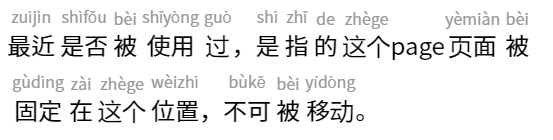 zuìjìn shìfǒu bèi shǐyòng guò shì zhǐ de zhège yèmiàn bèi
最近 是否 被 使用 过，是 指 的 这个page 页面 被
gùdìng zài zhège wèizhì bùkě bèi yídòng
固定 在 这个 位置，不可 被 移动。